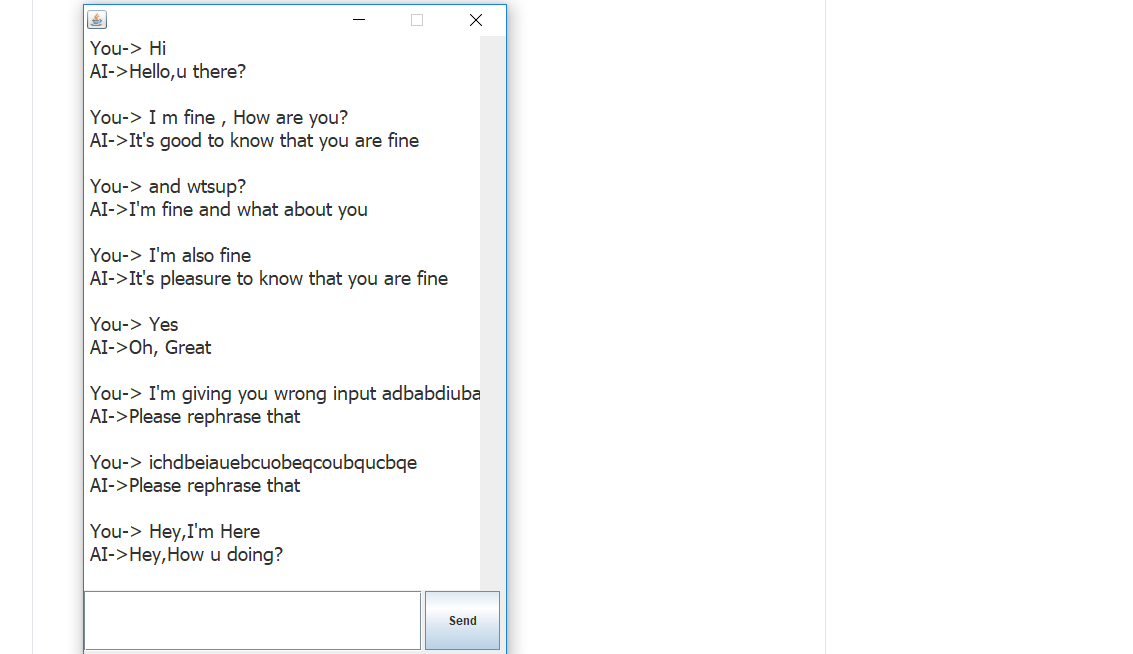 You-> Hi
AI->Hello,u there?
You-> I m fine , How are you?
AI->It's good to know that you are fine
You-> and wtsup?
AI->I'm fine and what about you
You-> I'm also fine
AI->It's pleasure to know that you are fine
You-> Yes
AI->Oh, Great
You-> I'm giving you wrong input adbabdiuba
AI->Please rephrase that
You-> ichdbeiauebcuobeqcoubqucbqe
AI->Please rephrase that
You-> Hey,I'm Here
AI->Hey,How u doing?
Send